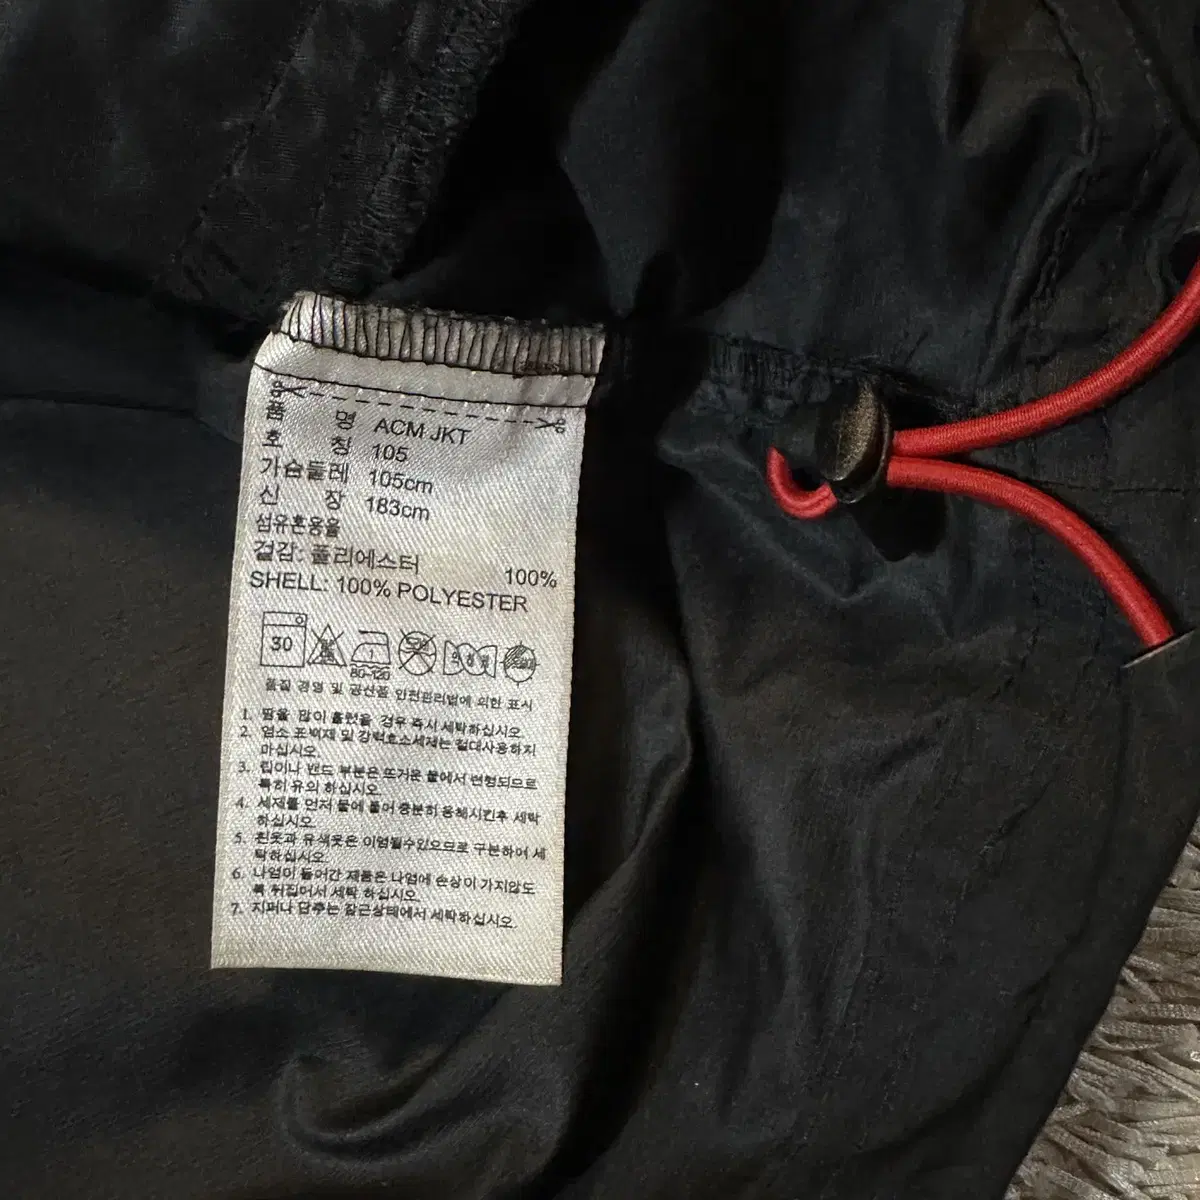 품 명 ACM JKT
호 칭 105
가슴둘레 105cm
신 장 183cm
섬유혼용율
겉감: 폴리에스터 100%
SHELL: 100% POLYESTER
30
80-120
품질 경영 및 공산품 안전관리법에 의한 표시
1. 땀을 많이 흘렸을 경우 즉시 세탁하십시오.
2. 염소 표백제 및 강력효소세제는 절대사용하지
마십시오.
3. 립이나 밴드 부분은 뜨거운 물에서 변형되므로
특히 유의 하십시오.
4. 세제를 먼저 물에 풀어 충분히 용해시킨후 세탁
하십시오.
5. 흰옷과 유색옷은 이염될수있으므로 구분하여 세
탁하십시오.
6. 나염이 들어간 제품은 나염에 손상이 가지않도
록 뒤집어서 세탁 하십시오.
7. 지퍼나 단추는 잠근상태에서 세탁하십시오.